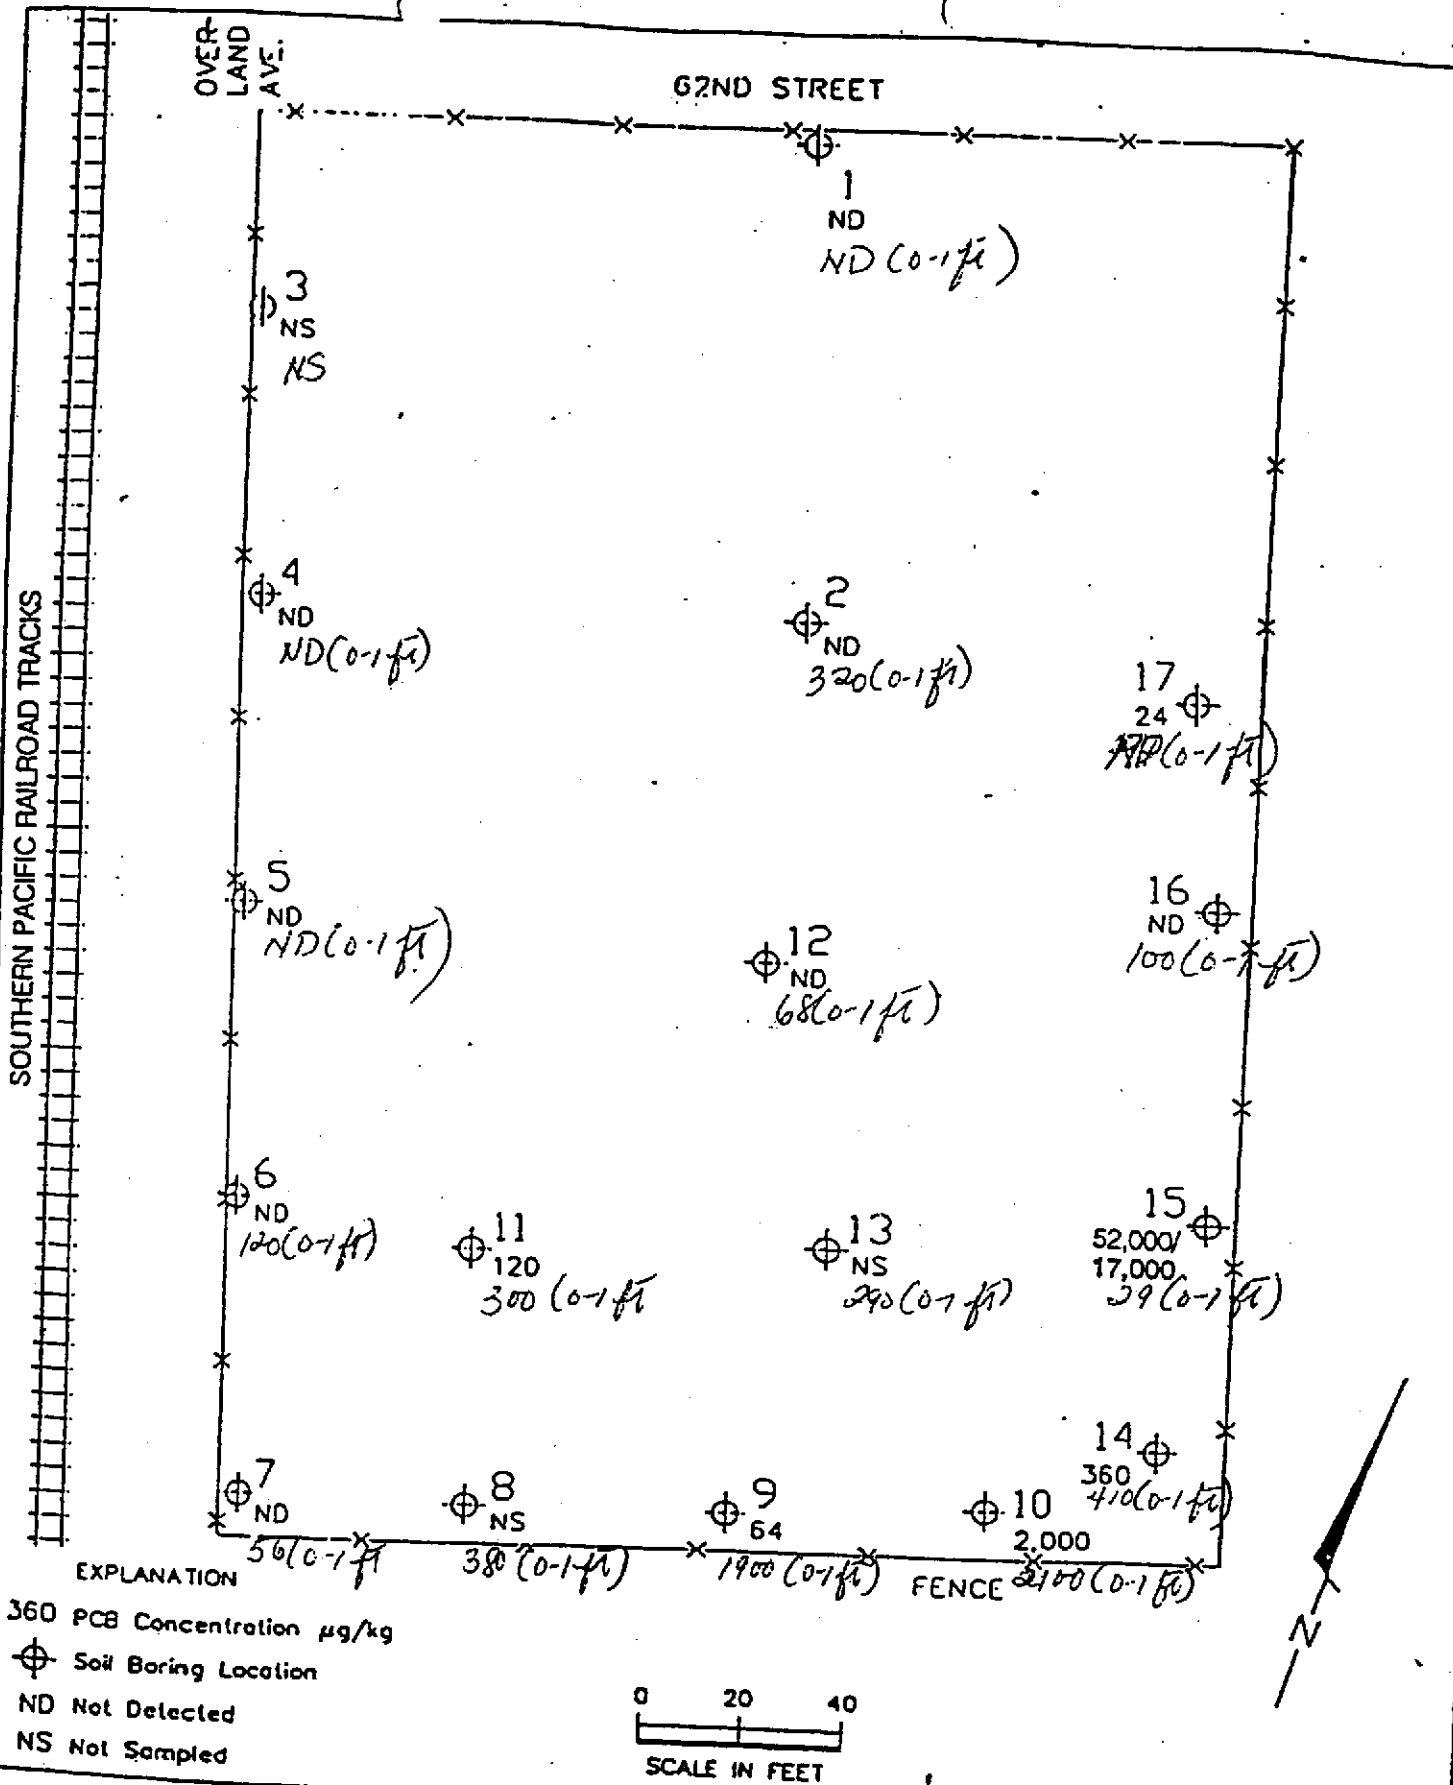 OVER-
LAND
AVE.
62ND STREET
SOUTHERN PACIFIC RAILROAD TRACKS
1
ND
ND (0-1 ft)
3
NS
NS
4
ND
ND (0-1 ft)
2
ND
320 (0-1 ft)
17
24
(0-1 ft)
5
ND
ND (0-1 ft)
16
ND
100 (0-1 ft)
12
ND
68 (0-1 ft)
6
ND
120 (0-1 ft)
11
120
300 (0-1 ft
13
NS
290 (0-1 ft)
15
52,000/
17,000
39 (0-1 ft)
14
360
410 (0-1 ft)
7
ND
56 (0-1 ft
8
NS
380 (0-1 ft)
9
64
1900 (0-1 ft)
10
2,000
2100 (0-1 ft)
FENCE
EXPLANATION
360 PCB Concentration µg/kg
Soil Boring Location
ND Not Detected
NS Not Sampled
0 20 40
SCALE IN FEET
N